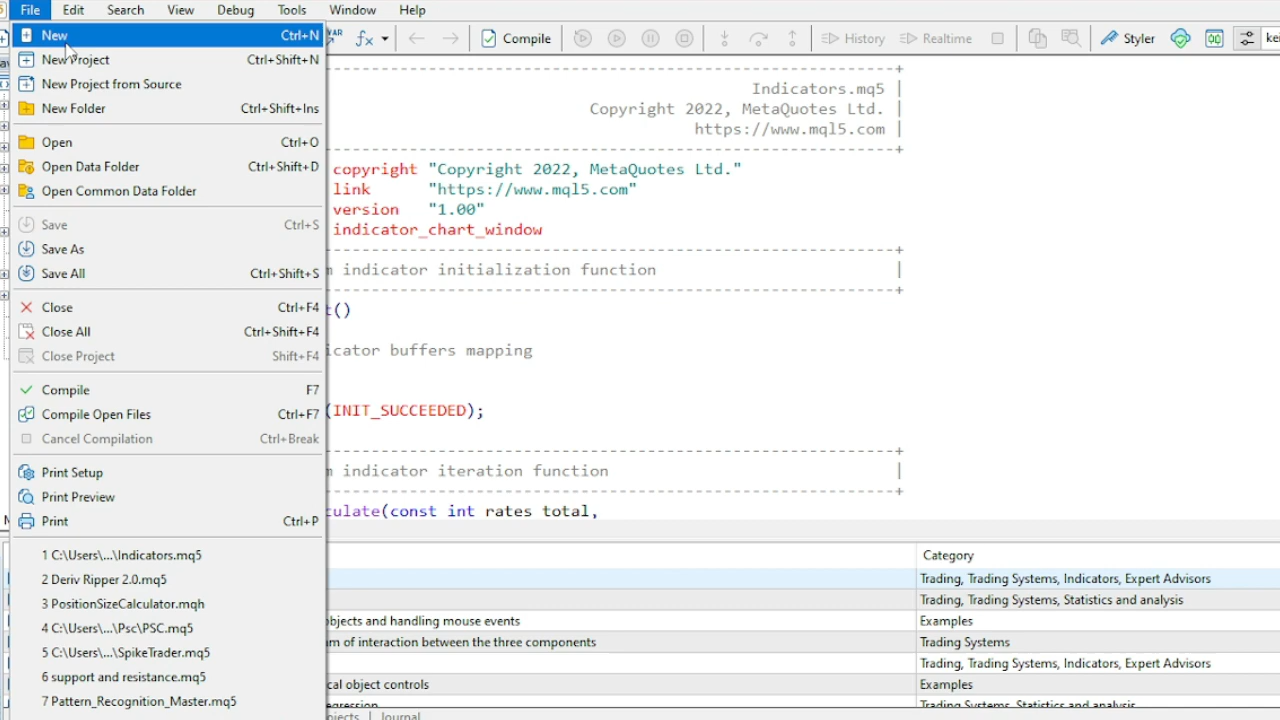 File Edit Search View Debug Tools Window Help
New Ctrl+N
New Project Ctrl+Shift+N
New Project from Source
New Folder Ctrl+Shift+Ins
Open Ctrl+O
Open Data Folder Ctrl+Shift+D
Open Common Data Folder
Save Ctrl+S
Save As
Save All Ctrl+Shift+S
Close Ctrl+F4
Close All Ctrl+Shift+F4
Close Project Shift+F4
Compile F7
Compile Open Files Ctrl+F7
Cancel Compilation Ctrl+Break
Print Setup
Print Preview
Print Ctrl+P
1 C:\Users\...\Indicators.mq5
2 Deriv Ripper 2.0.mq5
3 PositionSizeCalculator.mqh
4 C:\Users\...\Psc\PSC.mq5
5 C:\Users\...\SpikeTrader.mq5
6 support and resistance.mq5
7 Pattern_Recognition_Master.mq5
Compile History Realtime Styler
Indicators.mq5 |
Copyright 2022, MetaQuotes Ltd. |
https://www.mql5.com |
copyright "Copyright 2022, MetaQuotes Ltd."
link "https://www.mql5.com"
version "1.00"
indicator_chart_window
indicator initialization function |
t()
icator buffers mapping
(INIT_SUCCEEDED);
indicator iteration function |
culate(const int rates total,
Category
Trading, Trading Systems, Indicators, Expert Advisors
Trading, Trading Systems, Statistics and analysis
bjects and handling mouse events Examples
m of interaction between the three components Trading Systems
Trading, Trading Systems, Indicators, Expert Advisors
cal object controls Examples
regression Trading Systems, Statistics and analysis
Journal